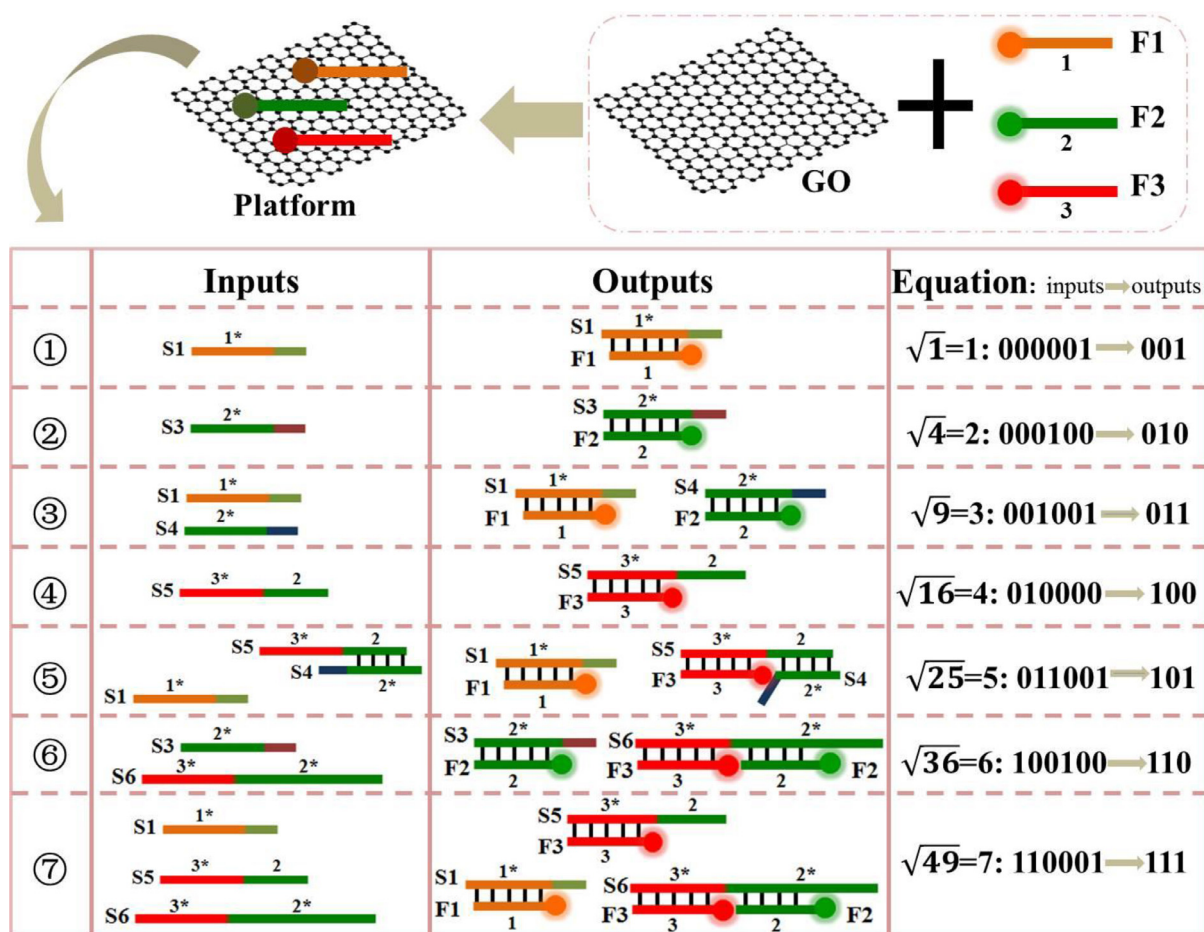 F1
1
F2
2
GO
F3
3
Platform
Inputs
Outputs
Equation: inputs→outputs
①
S1 1*
S1 1*
F1
1
√1=1: 000001→001
②
S3 2*
S3 2*
F2
2
√4=2: 000100→010
③
S1 1*
S4 2*
S1 1*
F1
1
S4 2*
F2
2
√9=3: 001001→011
④
S5 3* 2
S5 3* 2
F3
3
√16=4: 010000→100
⑤
S5 3* 2
S4
2*
S1 1*
S1 1*
F1
1
S5 3* 2
F3
3
2* S4
√25=5: 011001→101
⑥
S3 2*
S6 3* 2*
S3 2*
F2
2
S6 3* 2*
F3 F2
3 2
√36=6: 100100→110
⑦
S1 1*
S5 3* 2
S6 3* 2*
S5 3* 2
F3
3
S1 1*
F1
1
S6 3* 2*
F3 F2
3 2
√49=7: 110001→111